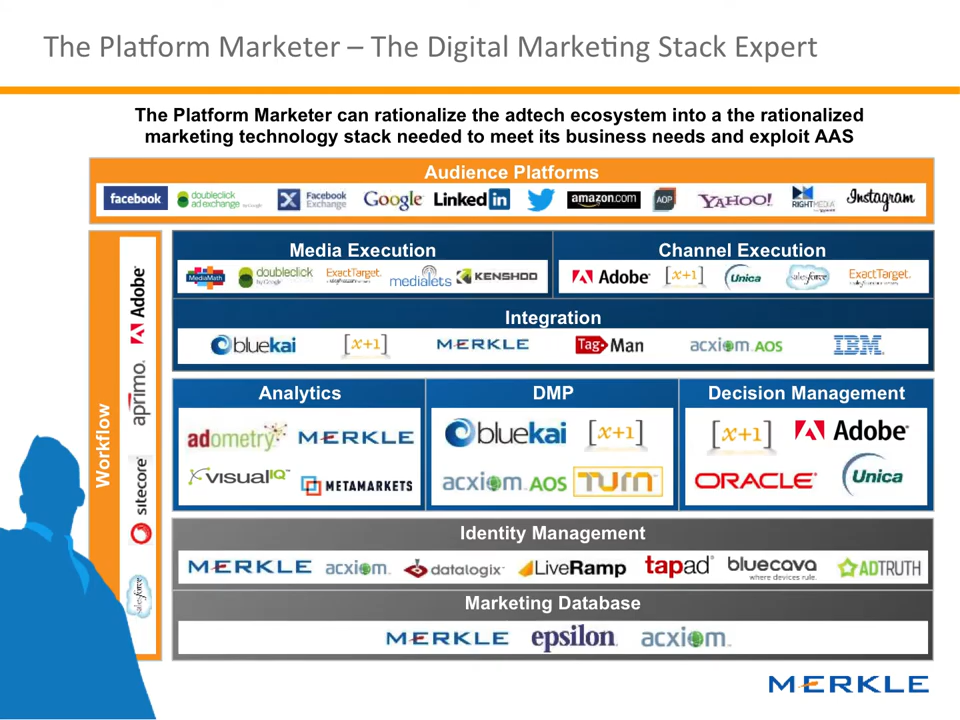 The Platform Marketer – The Digital Marketing Stack Expert
The Platform Marketer can rationalize the adtech ecosystem into a the rationalized
marketing technology stack needed to meet its business needs and exploit AAS
Audience Platforms
facebook doubleclick ad exchange by Google Facebook Exchange Google LinkedIn amazon.com AOP YAHOO! RIGHTMEDIA Instagram
Workflow
Adobe
aprimo
sitecore
salesforce
Media Execution
MediaMath doubleclick by Google ExactTarget. medialets KENSHOO
Channel Execution
Adobe [x+1] Unica salesforce ExactTarget.
Integration
bluekai [x+1] MERKLE TagMan acxiom AOS IBM
Analytics
adometry MERKLE
visualIQ METAMARKETS
DMP
bluekai [x+1]
acxiom AOS TURN
Decision Management
[x+1] Adobe
ORACLE Unica
Identity Management
MERKLE acxiom datalogix LiveRamp tapad bluecava where devices rule. ADTRUTH
Marketing Database
MERKLE epsilon acxiom
MERKLE